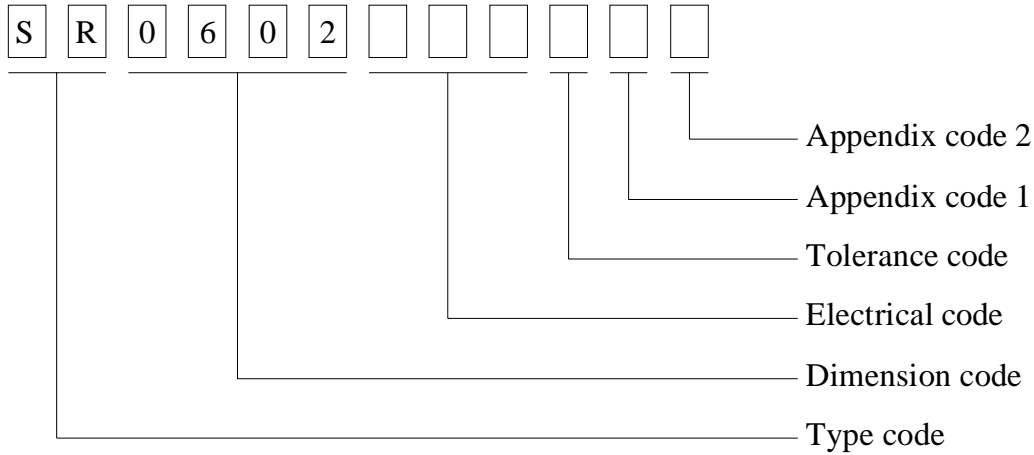 S R 0 6 0 2
Appendix code 2
Appendix code 1
Tolerance code
Electrical code
Dimension code
Type code